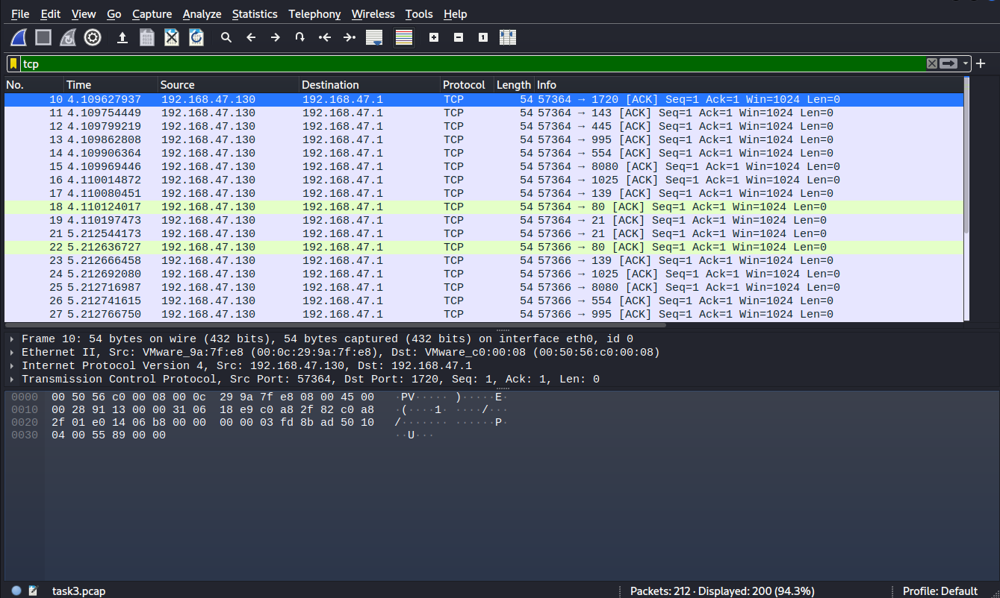 File Edit View Go Capture Analyze Statistics Telephony Wireless Tools Help
tcp
No. Time Source Destination Protocol Length Info
10 4.109627937 192.168.47.130 192.168.47.1 TCP 54 57364 → 1720 [ACK] Seq=1 Ack=1 Win=1024 Len=0
11 4.109754449 192.168.47.130 192.168.47.1 TCP 54 57364 → 143 [ACK] Seq=1 Ack=1 Win=1024 Len=0
12 4.109799219 192.168.47.130 192.168.47.1 TCP 54 57364 → 445 [ACK] Seq=1 Ack=1 Win=1024 Len=0
13 4.109862808 192.168.47.130 192.168.47.1 TCP 54 57364 → 995 [ACK] Seq=1 Ack=1 Win=1024 Len=0
14 4.109906364 192.168.47.130 192.168.47.1 TCP 54 57364 → 554 [ACK] Seq=1 Ack=1 Win=1024 Len=0
15 4.109969446 192.168.47.130 192.168.47.1 TCP 54 57364 → 8080 [ACK] Seq=1 Ack=1 Win=1024 Len=0
16 4.110014872 192.168.47.130 192.168.47.1 TCP 54 57364 → 1025 [ACK] Seq=1 Ack=1 Win=1024 Len=0
17 4.110080451 192.168.47.130 192.168.47.1 TCP 54 57364 → 139 [ACK] Seq=1 Ack=1 Win=1024 Len=0
18 4.110124017 192.168.47.130 192.168.47.1 TCP 54 57364 → 80 [ACK] Seq=1 Ack=1 Win=1024 Len=0
19 4.110197473 192.168.47.130 192.168.47.1 TCP 54 57364 → 21 [ACK] Seq=1 Ack=1 Win=1024 Len=0
21 5.212544173 192.168.47.130 192.168.47.1 TCP 54 57366 → 21 [ACK] Seq=1 Ack=1 Win=1024 Len=0
22 5.212636727 192.168.47.130 192.168.47.1 TCP 54 57366 → 80 [ACK] Seq=1 Ack=1 Win=1024 Len=0
23 5.212666458 192.168.47.130 192.168.47.1 TCP 54 57366 → 139 [ACK] Seq=1 Ack=1 Win=1024 Len=0
24 5.212692080 192.168.47.130 192.168.47.1 TCP 54 57366 → 1025 [ACK] Seq=1 Ack=1 Win=1024 Len=0
25 5.212716987 192.168.47.130 192.168.47.1 TCP 54 57366 → 8080 [ACK] Seq=1 Ack=1 Win=1024 Len=0
26 5.212741615 192.168.47.130 192.168.47.1 TCP 54 57366 → 554 [ACK] Seq=1 Ack=1 Win=1024 Len=0
27 5.212766750 192.168.47.130 192.168.47.1 TCP 54 57366 → 995 [ACK] Seq=1 Ack=1 Win=1024 Len=0
Frame 10: 54 bytes on wire (432 bits), 54 bytes captured (432 bits) on interface eth0, id 0
Ethernet II, Src: VMware_9a:7f:e8 (00:0c:29:9a:7f:e8), Dst: VMware_c0:00:08 (00:50:56:c0:00:08)
Internet Protocol Version 4, Src: 192.168.47.130, Dst: 192.168.47.1
Transmission Control Protocol, Src Port: 57364, Dst Port: 1720, Seq: 1, Ack: 1, Len: 0
0000 00 50 56 c0 00 08 00 0c 29 9a 7f e8 08 00 45 00 ·PV····· )·····E·
0010 00 28 91 13 00 00 31 06 18 e9 c0 a8 2f 82 c0 a8 ·(····1· ····/···
0020 2f 01 e0 14 06 b8 00 00 00 00 03 fd 8b ad 50 10 /······· ······P·
0030 04 00 55 89 00 00 ··U···
task3.pcap Packets: 212 · Displayed: 200 (94.3%) Profile: Default